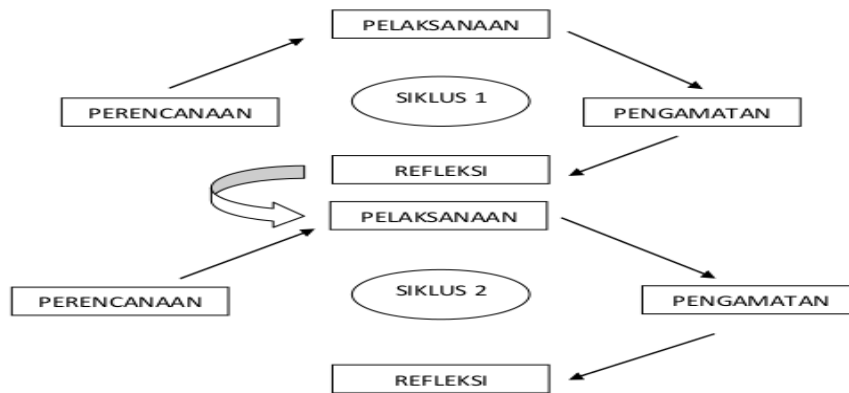 PELAKSANAAN
PERENCANAAN
SIKLUS 1
PENGAMATAN
REFLEKSI
PELAKSANAAN
PERENCANAAN
SIKLUS 2
PENGAMATAN
REFLEKSI